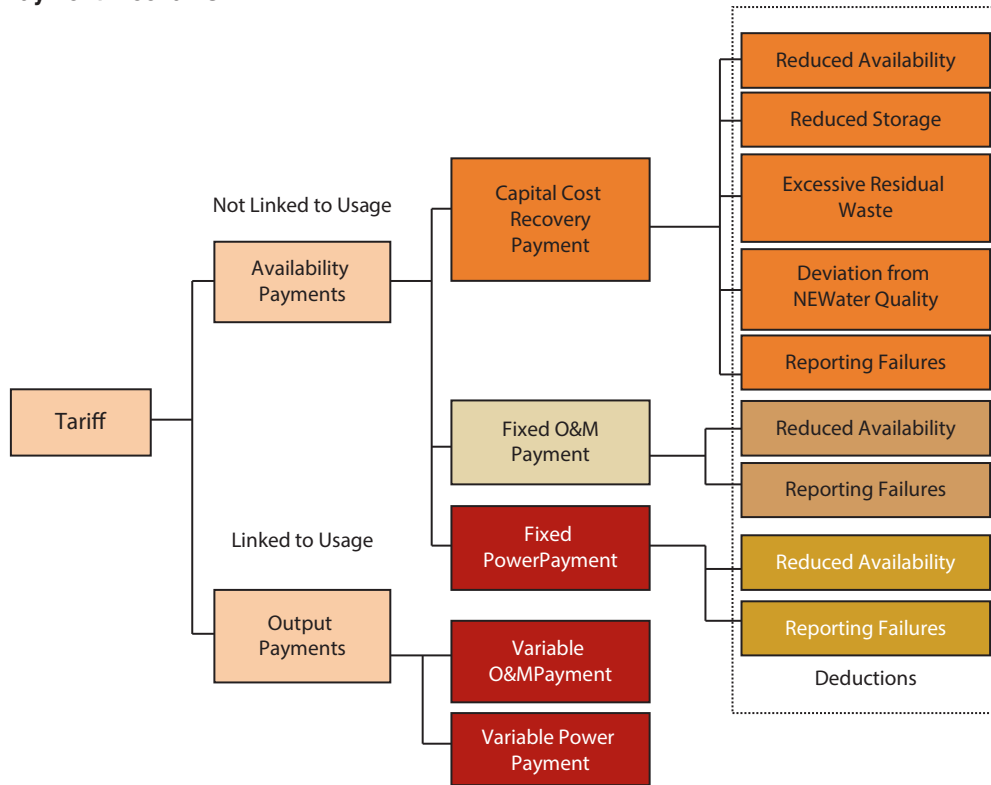 Reduced Availability
Reduced Storage
Excessive Residual
Waste
Deviation from
NEWater Quality
Reporting Failures
Capital Cost
Recovery
Payment
Not Linked to Usage
Availability
Payments
Tariff
Fixed O&M
Payment
Reduced Availability
Reporting Failures
Linked to Usage
Fixed
PowerPayment
Reduced Availability
Reporting Failures
Deductions
Output
Payments
Variable
O&MPayment
Variable Power
Payment